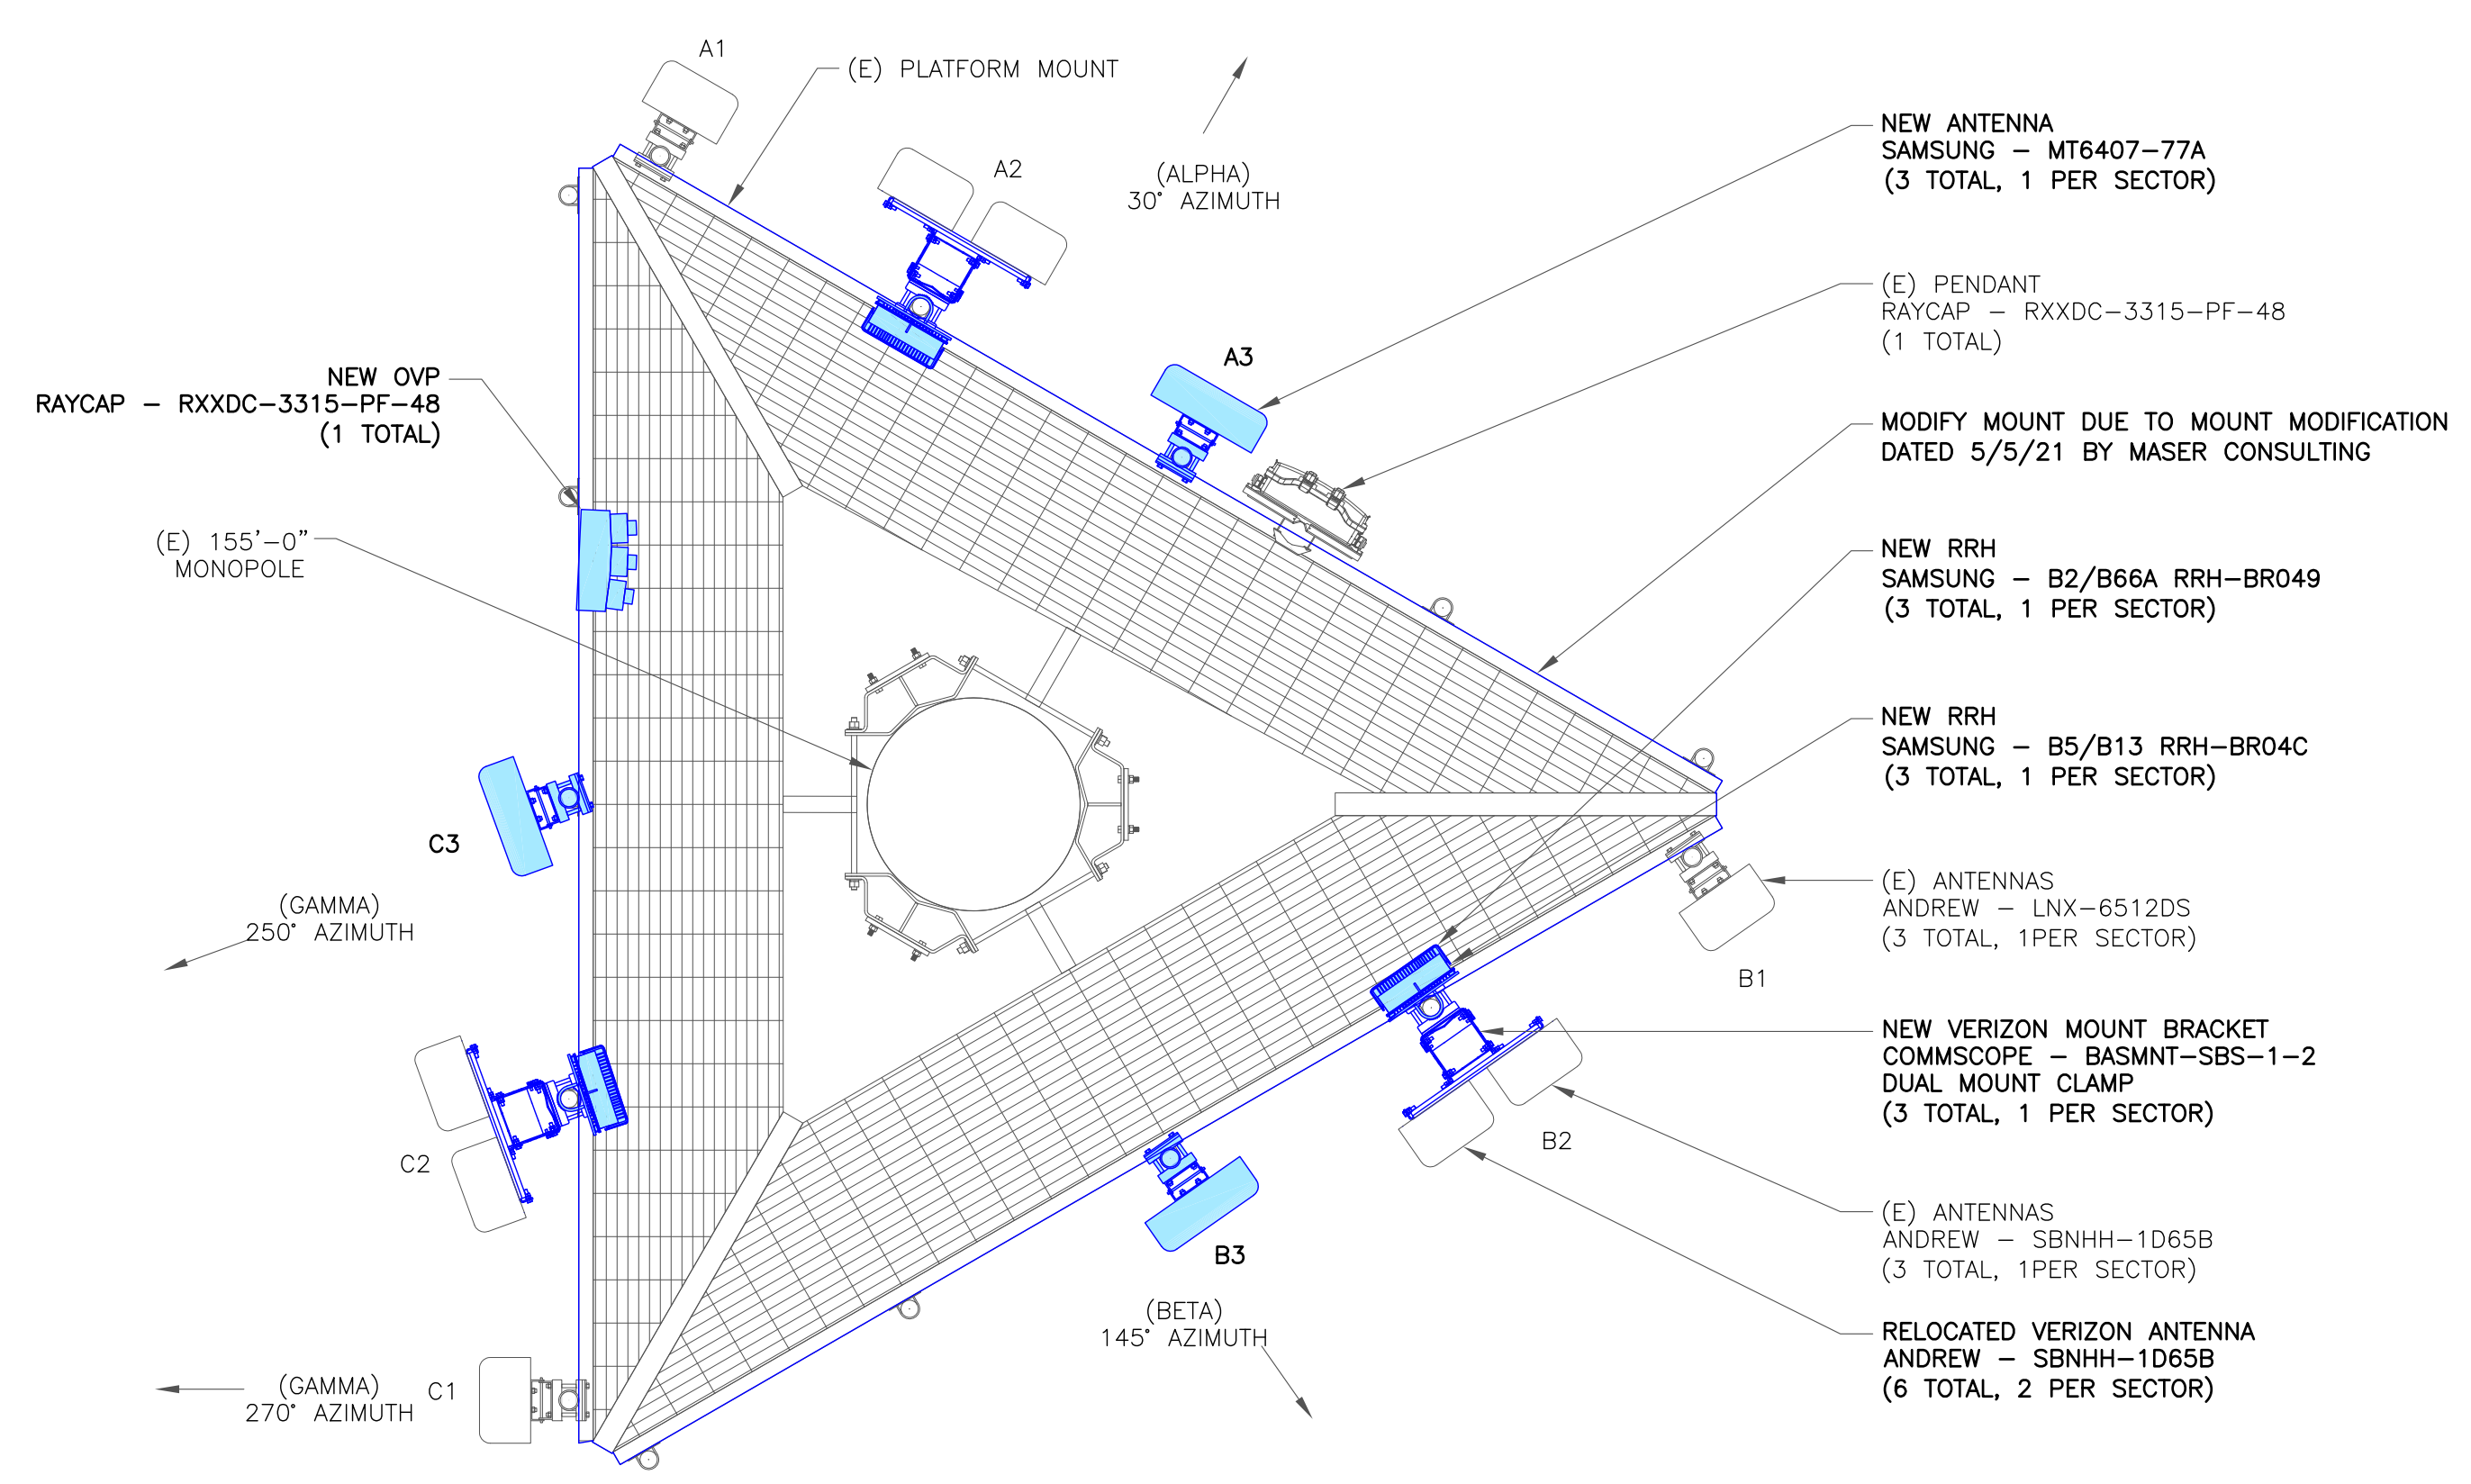 A1
(E) PLATFORM MOUNT
A2
(ALPHA)
30° AZIMUTH
NEW ANTENNA
SAMSUNG - MT6407-77A
(3 TOTAL, 1 PER SECTOR)
(E) PENDANT
RAYCAP - RXXDC-3315-PF-48
(1 TOTAL)
A3
NEW OVP
RAYCAP - RXXDC-3315-PF-48
(1 TOTAL)
MODIFY MOUNT DUE TO MOUNT MODIFICATION
DATED 5/5/21 BY MASER CONSULTING
(E) 155'-0"
MONOPOLE
NEW RRH
SAMSUNG - B2/B66A RRH-BR049
(3 TOTAL, 1 PER SECTOR)
NEW RRH
SAMSUNG - B5/B13 RRH-BR04C
(3 TOTAL, 1 PER SECTOR)
C3
(GAMMA)
250° AZIMUTH
(E) ANTENNAS
ANDREW - LNX-6512DS
(3 TOTAL, 1PER SECTOR)
B1
NEW VERIZON MOUNT BRACKET
COMMSCOPE - BASMNT-SBS-1-2
DUAL MOUNT CLAMP
(3 TOTAL, 1 PER SECTOR)
C2
B2
(E) ANTENNAS
ANDREW - SBNHH-1D65B
(3 TOTAL, 1PER SECTOR)
B3
(BETA)
145° AZIMUTH
RELOCATED VERIZON ANTENNA
ANDREW - SBNHH-1D65B
(6 TOTAL, 2 PER SECTOR)
(GAMMA)
270° AZIMUTH
C1